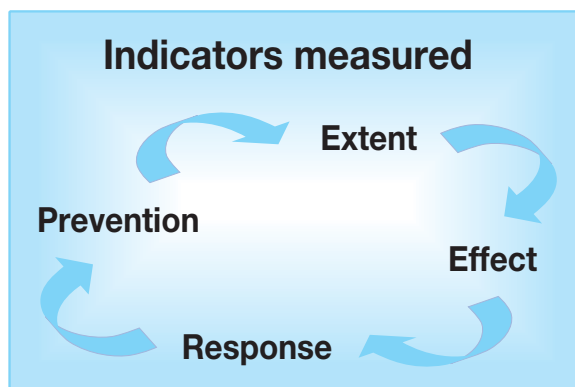 Indicators measured
Extent
Prevention
Effect
Response